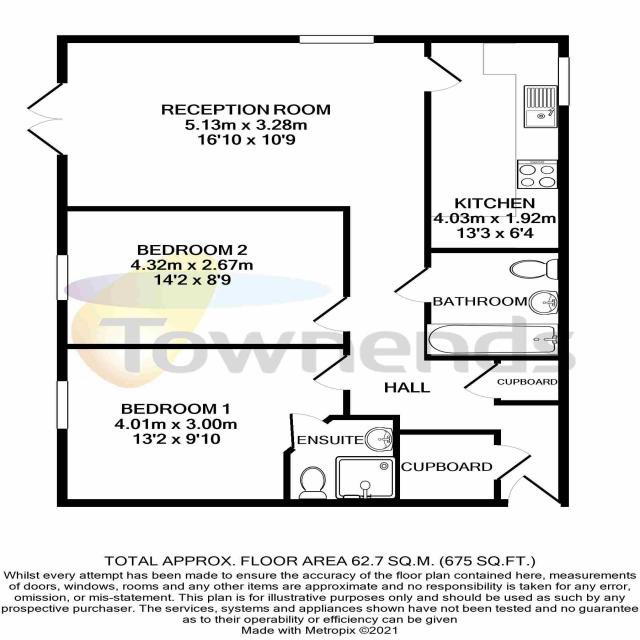 RECEPTION ROOM
5.13m x 3.28m
16'10 x 10'9
KITCHEN
4.03m x 1.92m
13'3 x 6'4
BEDROOM 2
4.32m x 2.67m
14'2 x 8'9
BATHROOM
Townends
HALL
CUPBOARD
BEDROOM 1
4.01m x 3.00m
13'2 x 9'10
ENSUITE
CUPBOARD
TOTAL APPROX. FLOOR AREA 62.7 SQ.M. (675 SQ.FT.)
Whilst every attempt has been made to ensure the accuracy of the floor plan contained here, measurements
of doors, windows, rooms and any other items are approximate and no responsibility is taken for any error,
omission, or mis-statement. This plan is for illustrative purposes only and should be used as such by any
prospective purchaser. The services, systems and appliances shown have not been tested and no guarantee
as to their operability or efficiency can be given
Made with Metropix ©2021